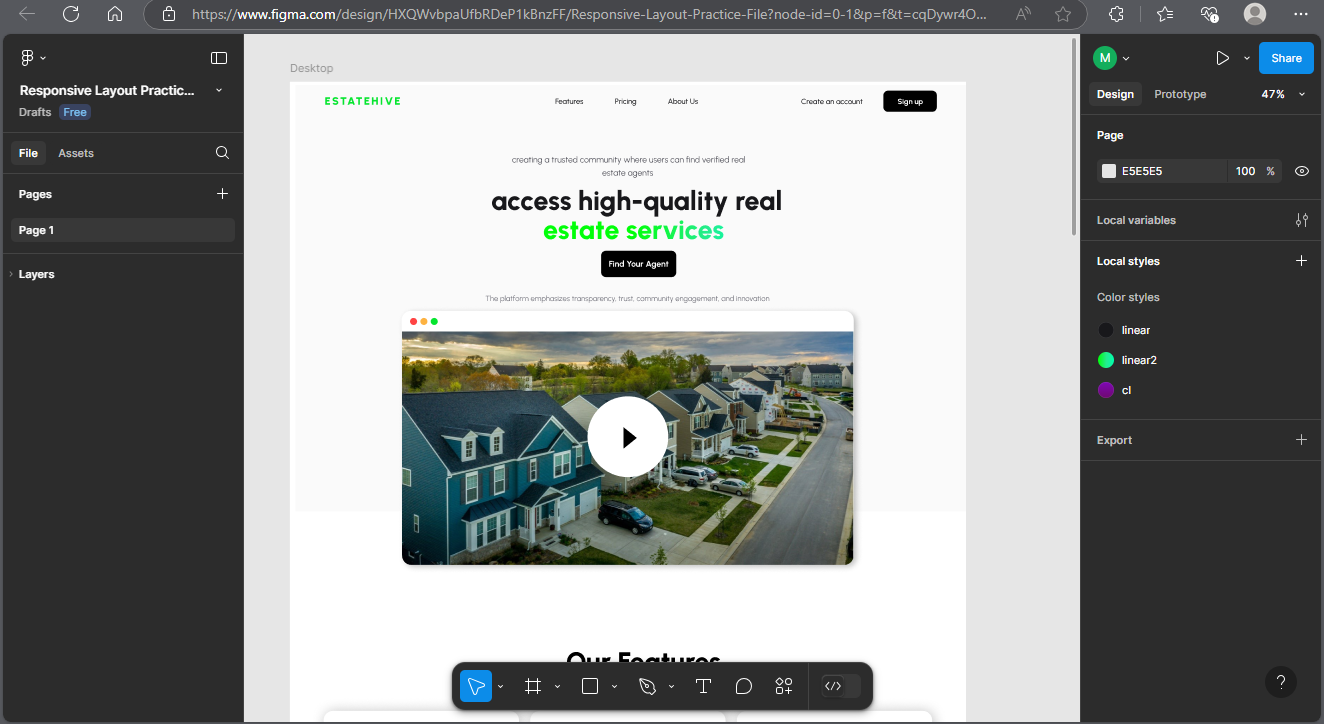 https://www.figma.com/design/HXQWvbpaUfbRDeP1kBnzFF/Responsive-Layout-Practice-File?node-id=0-1&p=f&t=cqDywr4O...
Responsive Layout Practic...
Drafts Free
File Assets
Pages
Page 1
Layers
Desktop
ESTATEHIVE
Features
Pricing
About Us
Create an account
Sign up
creating a trusted community where users can find verified real
estate agents
access high-quality real
estate services
Find Your Agent
The platform emphasizes transparency, trust, community engagement, and innovation
Our Features
M
Share
Design Prototype 47%
Page
E5E5E5 100 %
Local variables
Local styles
Color styles
linear
linear2
cl
Export
?